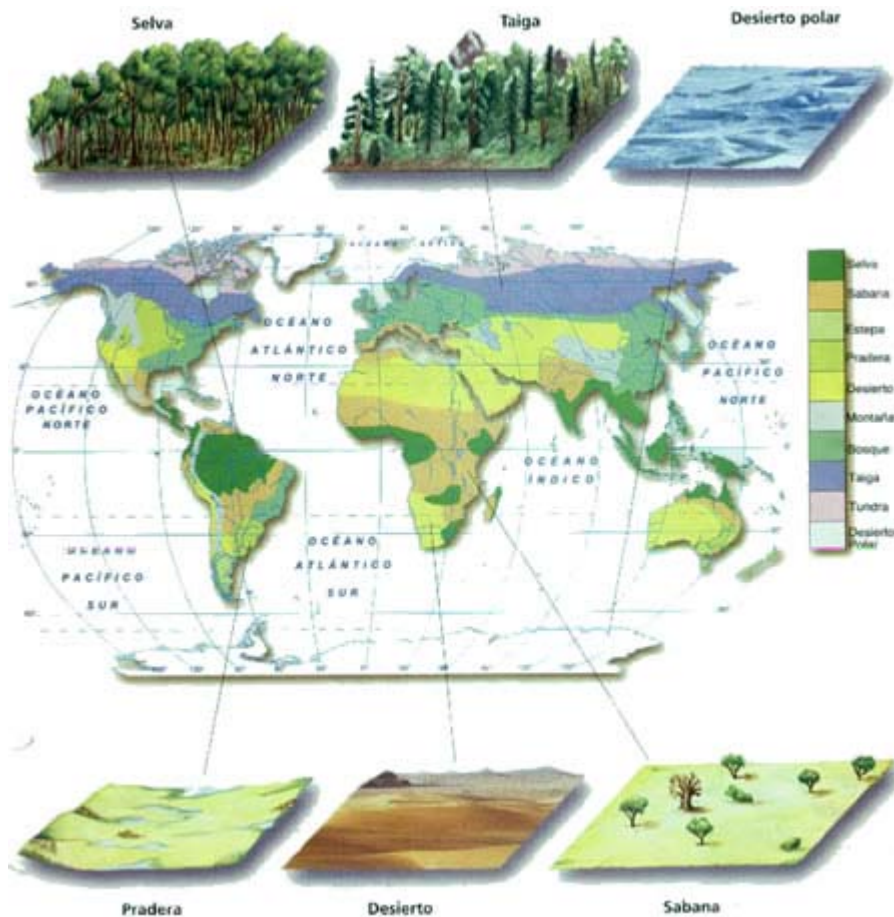 Selva
Taiga
Desierto polar
OCÉANO
ATLÁNTICO
NORTE
OCÉANO
PACÍFICO
NORTE
OCÉANO
PACÍFICO
NORTE
OCÉANO
ÍNDICO
OCÉANO
PACÍFICO
SUR
OCÉANO
ATLÁNTICO
SUR
Selva
Sabana
Estepa
Pradera
Desierto
Montaña
Bosque
Taiga
Tundra
Desierto
Polar
Pradera
Desierto
Sabana